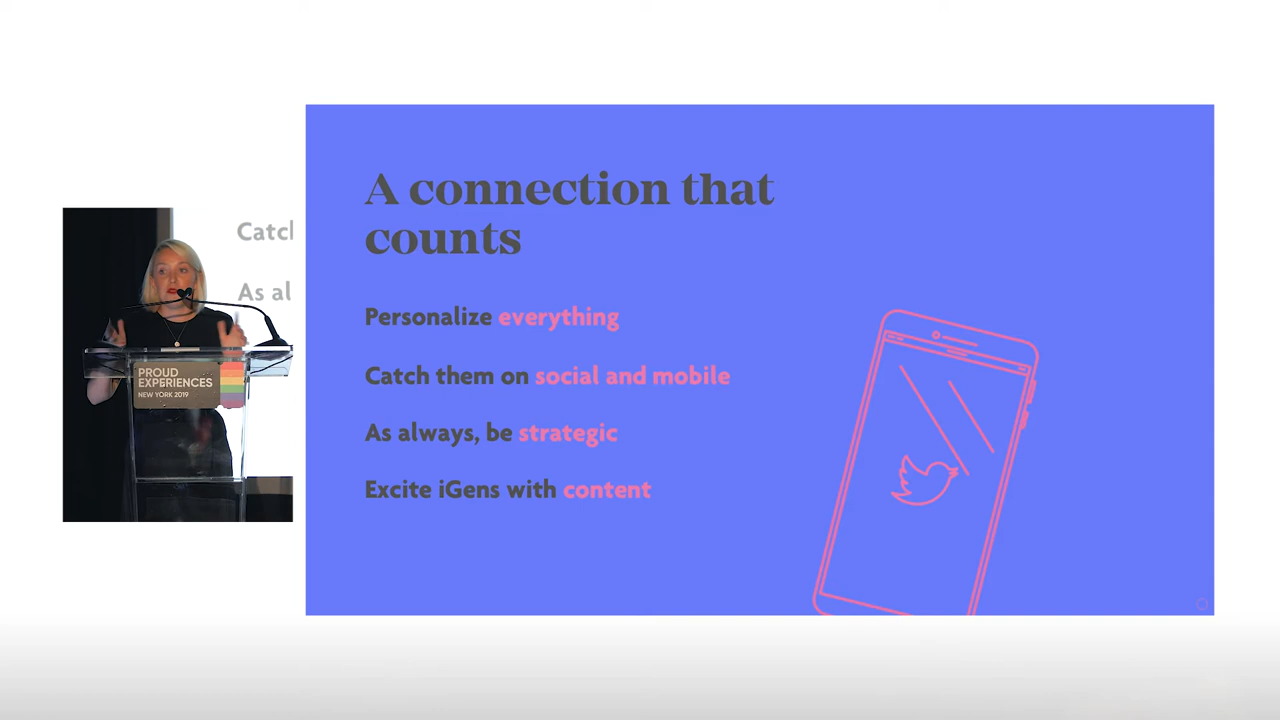 A connection that
counts
Personalize everything
Catch them on social and mobile
As always, be strategic
Excite iGens with content
Catcl
As al
PROUD
EXPERIENCES
NEW YORK 2019